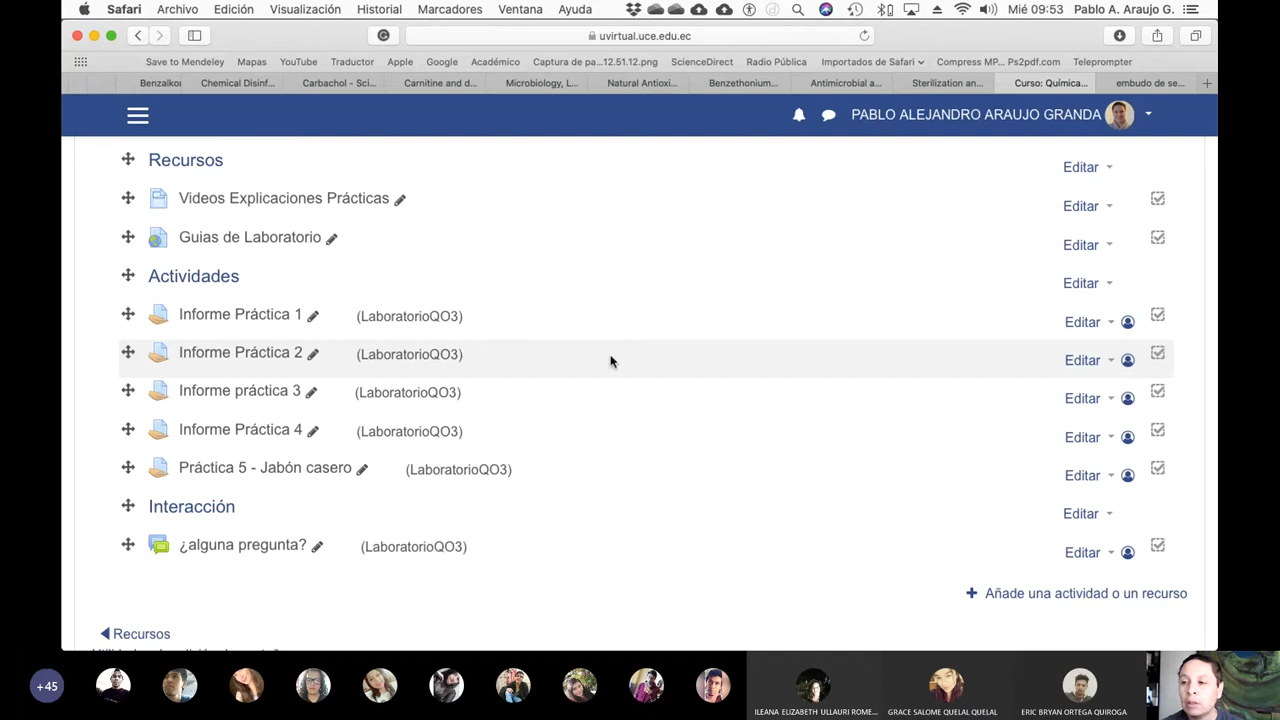 Safari Archivo Edición Visualización Historial Marcadores Ventana Ayuda Mié 09:53 Pablo A. Araujo G.
uvirtual.uce.edu.ec
Save to Mendeley Mapas YouTube Traductor Apple Google Académico Captura de pa...12.51.12.png ScienceDirect Radio Pública Importados de Safari Compress MP... Ps2pdf.com Teleprompter
Benzalkor Chemical Disinf... Carbachol - Sci... Carnitine and d... Microbiology, L... Natural Antioxi... Benzethonium... Antimicrobial a... Sterilization an... Curso: Química... embudo de se...
PABLO ALEJANDRO ARAUJO GRANDA
Recursos Editar
Videos Explicaciones Prácticas Editar
Guias de Laboratorio Editar
Actividades Editar
Informe Práctica 1 (LaboratorioQO3) Editar
Informe Práctica 2 (LaboratorioQO3) Editar
Informe práctica 3 (LaboratorioQO3) Editar
Informe Práctica 4 (LaboratorioQO3) Editar
Práctica 5 - Jabón casero (LaboratorioQO3) Editar
Interacción Editar
¿alguna pregunta? (LaboratorioQO3) Editar
+ Añade una actividad o un recurso
Recursos
+45
ILEANA ELIZABETH ULLAURI ROME... GRACE SALOME QUELAL QUELAL ERIC BRYAN ORTEGA QUIROGA